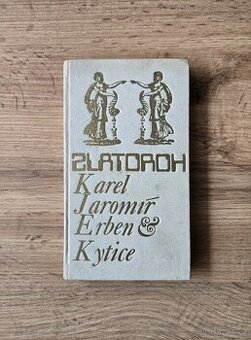 ZLATOROH
Karel
Jaromír
Erben &
Kytice